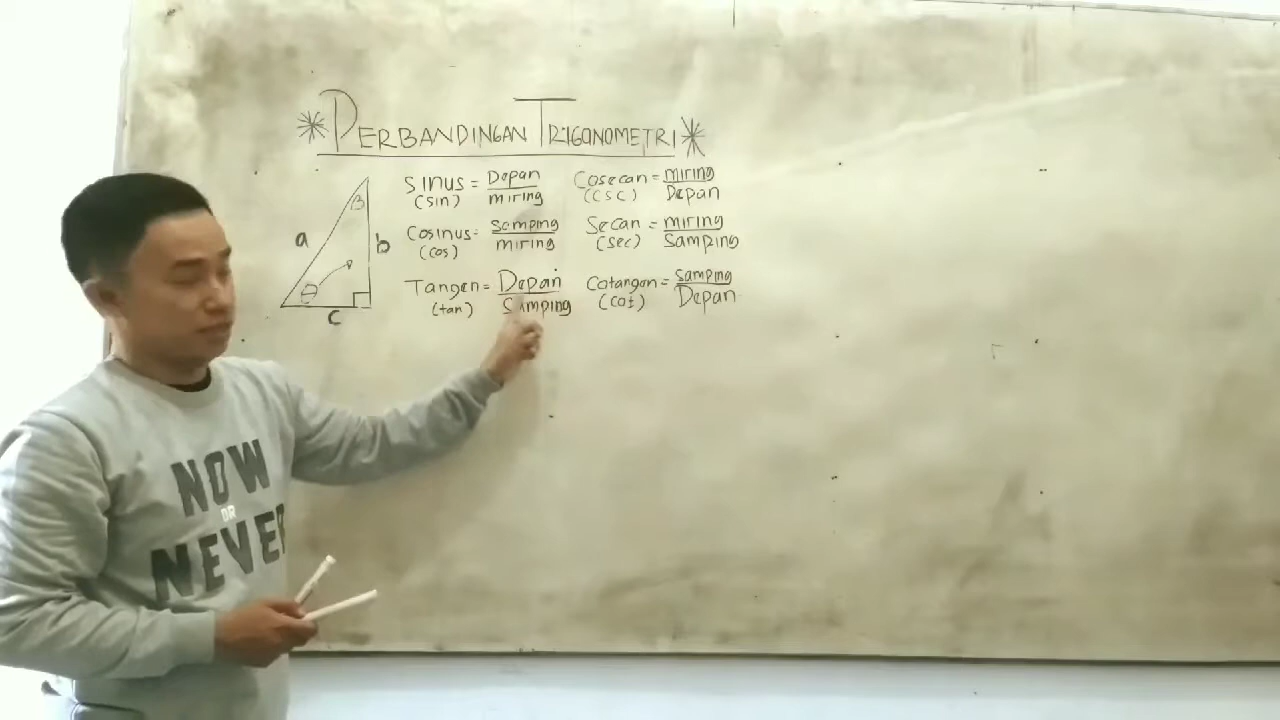 * PERBANDINGAN TRIGONOMETRI *
Sinus = Depan / miring
(sin)
Cosecan = miring / Depan
(csc)
Cosinus = samping / miring
(cos)
Secan = miring / Samping
(sec)
Tangen = Depan / Samping
(tan)
Cotangen = samping / Depan
(cot)
B
a
b
θ
c
NOW
OR
NEVER